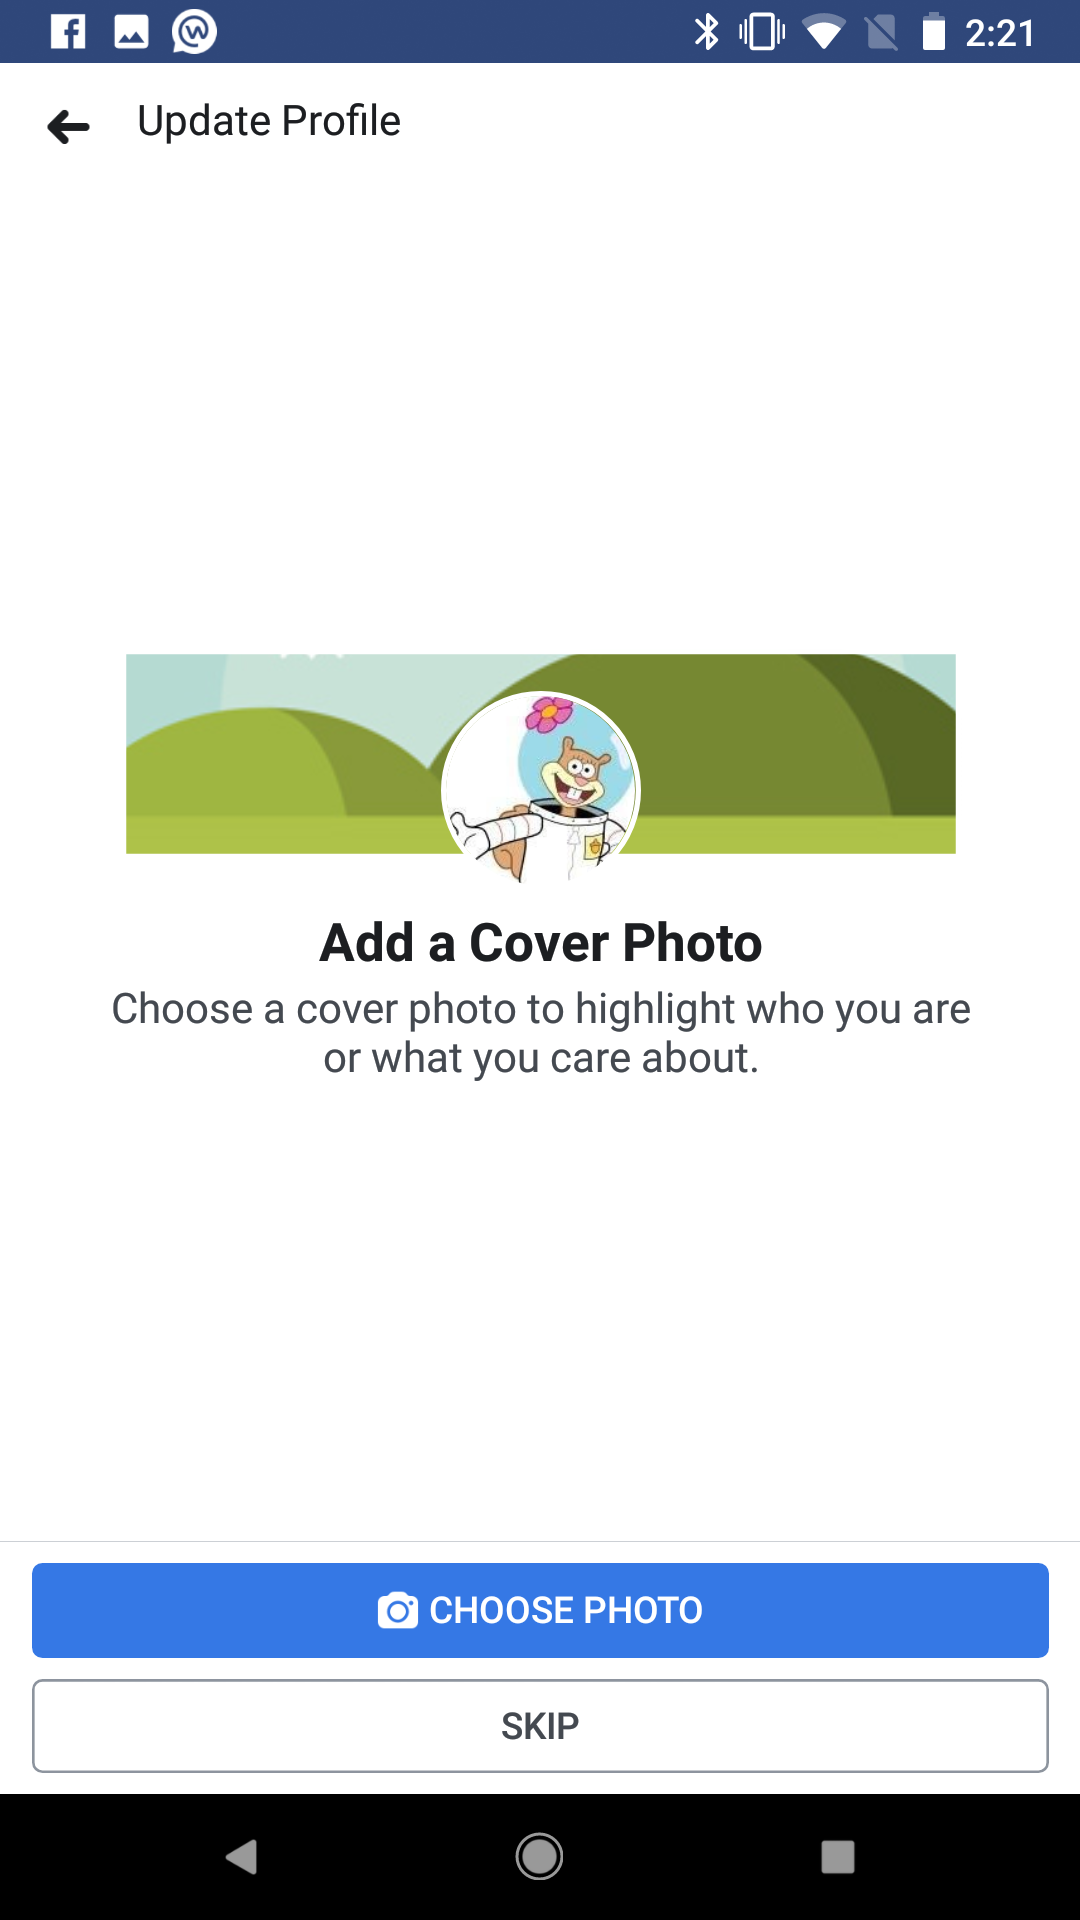 2:21
Update Profile
Add a Cover Photo
Choose a cover photo to highlight who you are
or what you care about.
CHOOSE PHOTO
SKIP